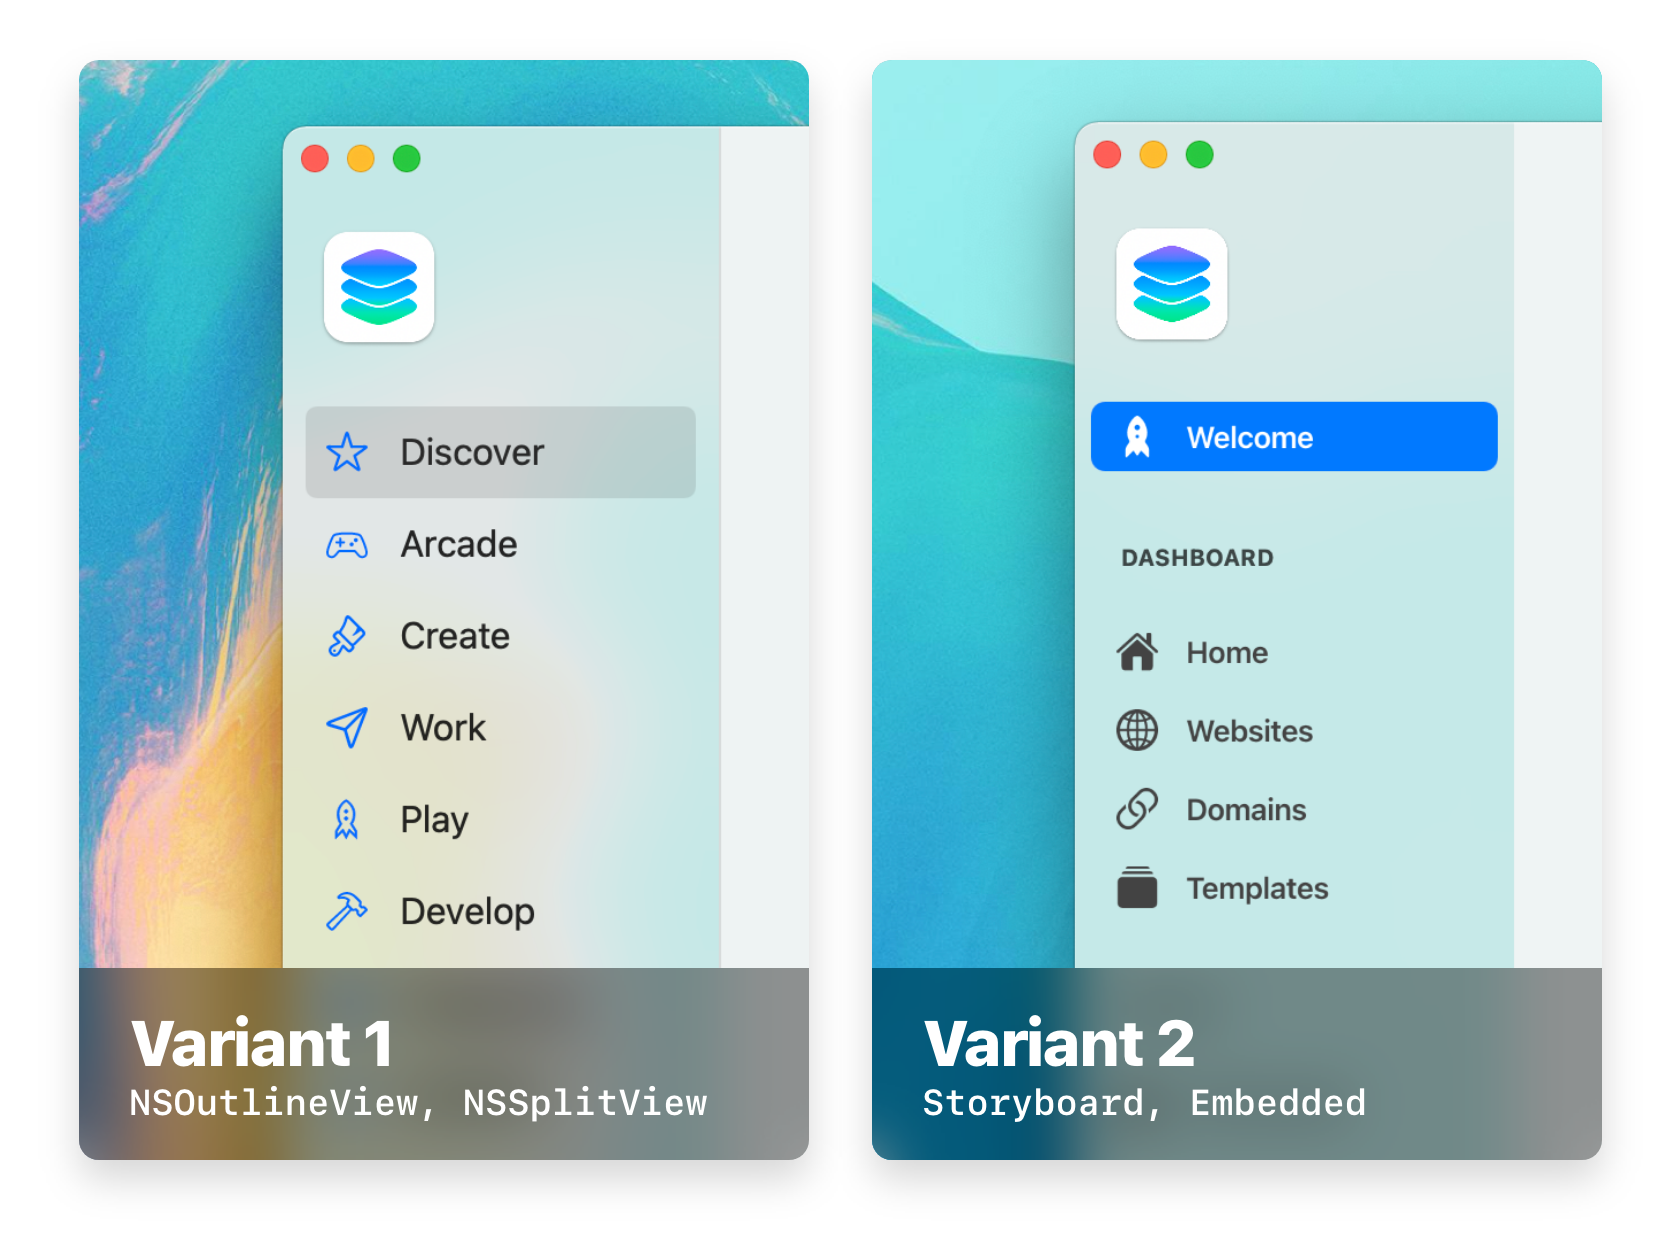 Discover
Arcade
Create
Work
Play
Develop
Variant 1
NSOutlineView, NSSplitView
Welcome
DASHBOARD
Home
Websites
Domains
Templates
Variant 2
Storyboard, Embedded